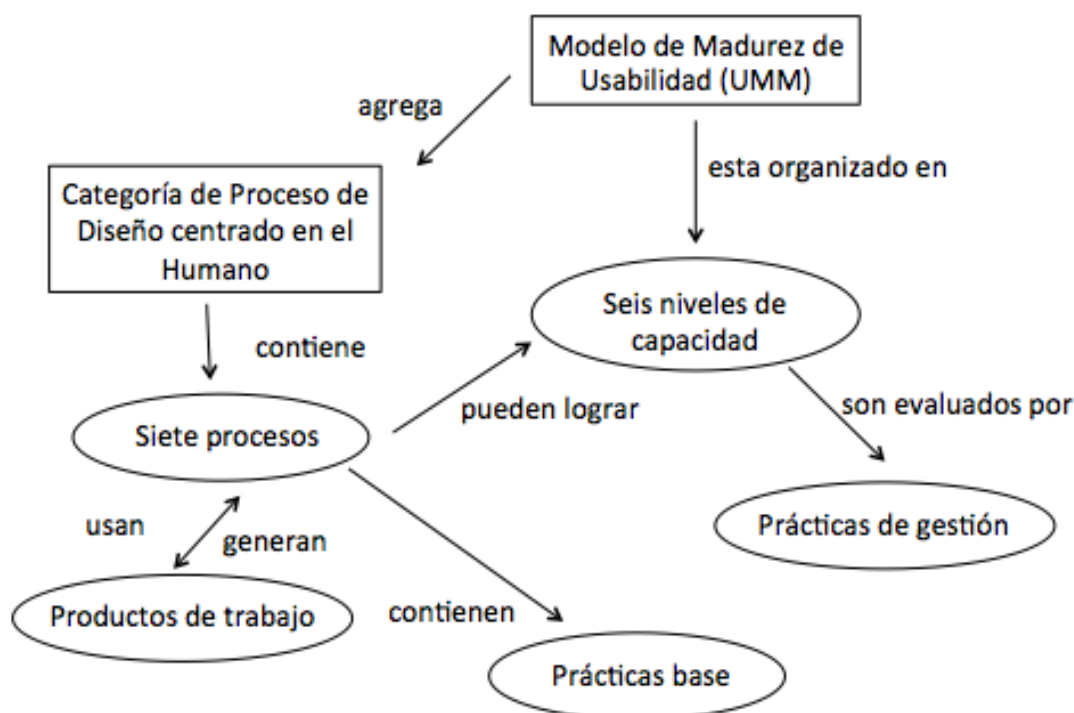 Modelo de Madurez de
Usabilidad (UMM)
agrega
esta organizado en
Categoría de Proceso de
Diseño centrado en el
Humano
Seis niveles de
capacidad
contiene
pueden lograr
son evaluados por
Siete procesos
usan
generan
Prácticas de gestión
Productos de trabajo
contienen
Prácticas base